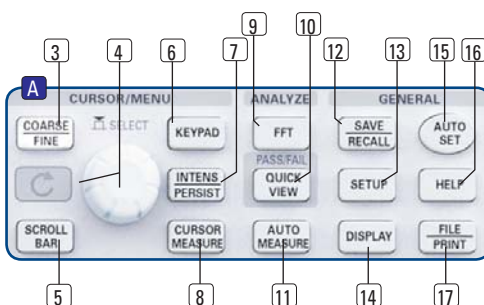 9
10
3
4
6
7
12
13
15
16
A
CURSOR/MENU
ANALYZE
GENERAL
COARSE
FINE
SELECT
KEYPAD
FFT
SAVE
RECALL
AUTO
SET
PASS/FAIL
INTENS
PERSIST
QUICK
VIEW
SETUP
HELP
SCROLL
BAR
CURSOR
MEASURE
AUTO
MEASURE
DISPLAY
FILE
PRINT
5
8
11
14
17